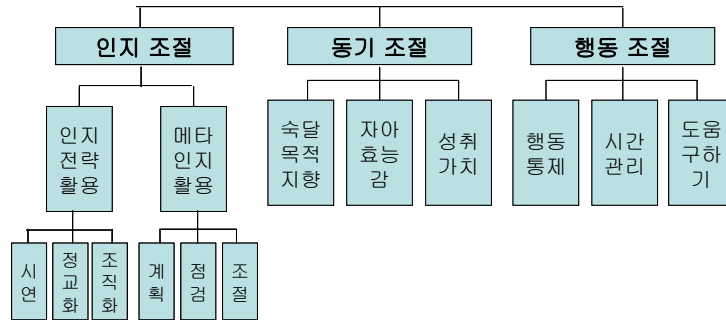 인지 조절
동기 조절
행동 조절
인지
전략
활용
메타
인지
활용
숙달
목적
지향
자아
효능
감
성취
가치
행동
통제
시간
관리
도움
구하
기
시
연
정
교
화
조
직
화
계
획
점
검
조
절